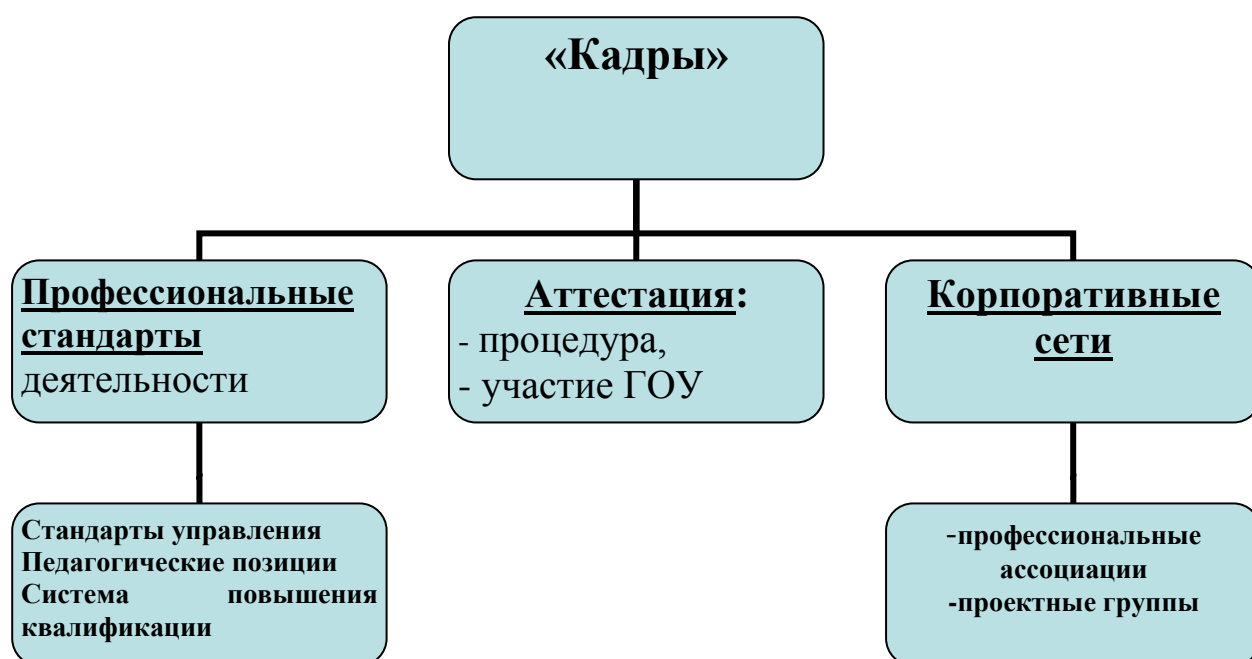 «Кадры»
Профессиональные
стандарты
деятельности
Аттестация:
- процедура,
- участие ГОУ
Корпоративные
сети
Стандарты управления
Педагогические позиции
Система повышения
квалификации
-профессиональные
ассоциации
-проектные группы